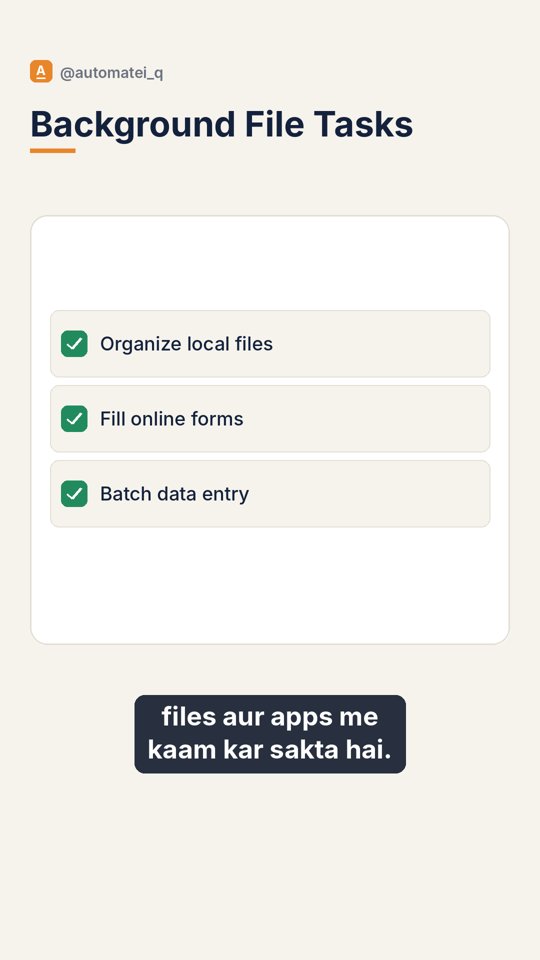 A
@automatei_q
Background File Tasks
Organize local files
Fill online forms
Batch data entry
files aur apps me
kaam kar sakta hai.